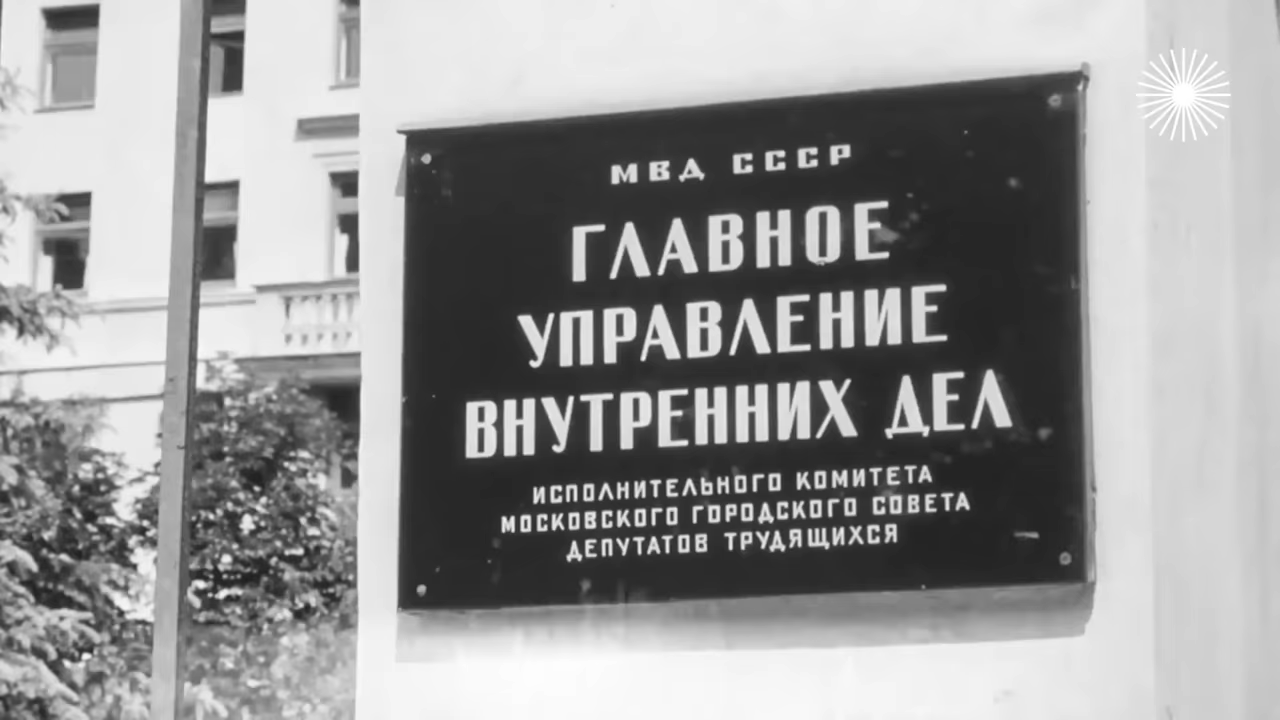 МВД СССР
ГЛАВНОЕ
УПРАВЛЕНИЕ
ВНУТРЕННИХ ДЕЛ
ИСПОЛНИТЕЛЬНОГО КОМИТЕТА
МОСКОВСКОГО ГОРОДСКОГО СОВЕТА
ДЕПУТАТОВ ТРУДЯЩИХСЯ